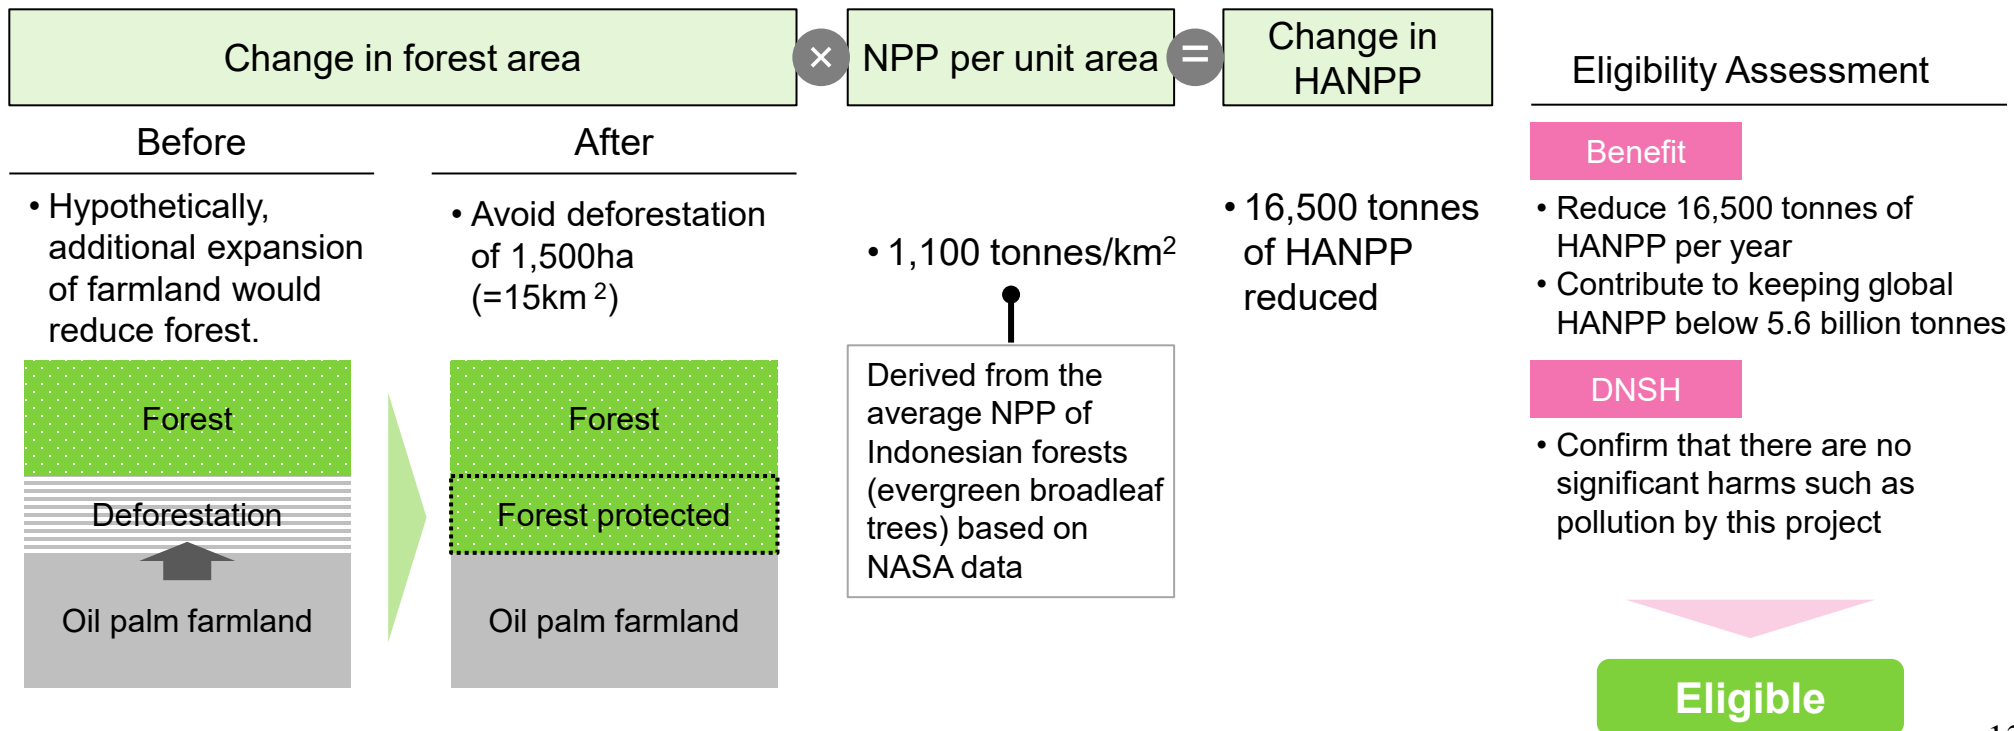 Change in forest area
×
NPP per unit area
=
Change in
HANPP
Before
• Hypothetically,
additional expansion
of farmland would
reduce forest.
Forest
Deforestation
Oil palm farmland
After
• Avoid deforestation
of 1,500ha
(=15km ²)
Forest
Forest protected
Oil palm farmland
• 1,100 tonnes/km²
Derived from the
average NPP of
Indonesian forests
(evergreen broadleaf
trees) based on
NASA data
• 16,500 tonnes
of HANPP
reduced
Eligibility Assessment
Benefit
• Reduce 16,500 tonnes of
HANPP per year
• Contribute to keeping global
HANPP below 5.6 billion tonnes
DNSH
• Confirm that there are no
significant harms such as
pollution by this project
Eligible